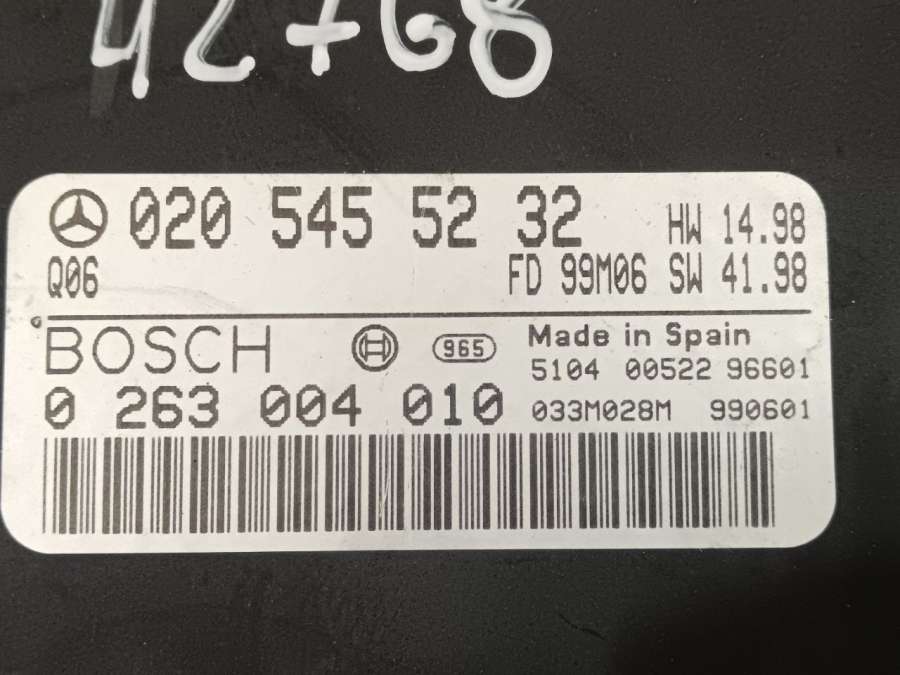 42768
020 545 52 32 HW 14.98
Q06 FD 99M06 SW 41.98
BOSCH 965 Made in Spain
5104 00522 96601
0 263 004 010 033M028M 990601